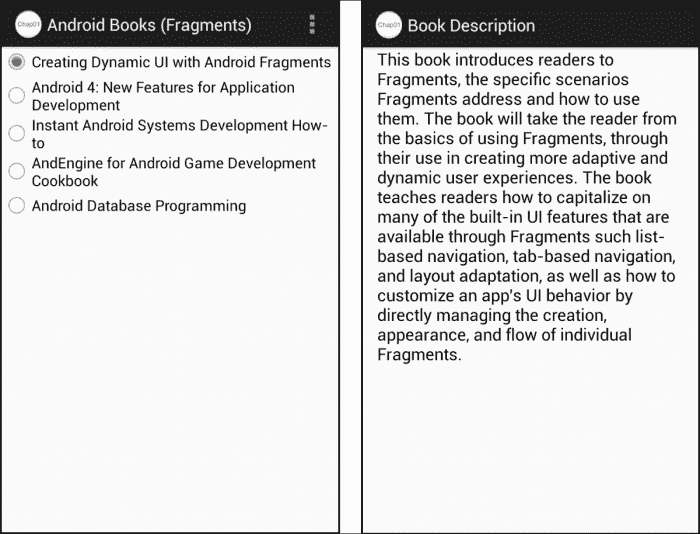 Chap01
Android Books (Fragments)
Creating Dynamic UI with Android Fragments
Android 4: New Features for Application
Development
Instant Android Systems Development How-
to
AndEngine for Android Game Development
Cookbook
Android Database Programming
Chap01
Book Description
This book introduces readers to
Fragments, the specific scenarios
Fragments address and how to use
them. The book will take the reader from
the basics of using Fragments, through
their use in creating more adaptive and
dynamic user experiences. The book
teaches readers how to capitalize on
many of the built-in UI features that are
available through Fragments such list-
based navigation, tab-based navigation,
and layout adaptation, as well as how to
customize an app's UI behavior by
directly managing the creation,
appearance, and flow of individual
Fragments.